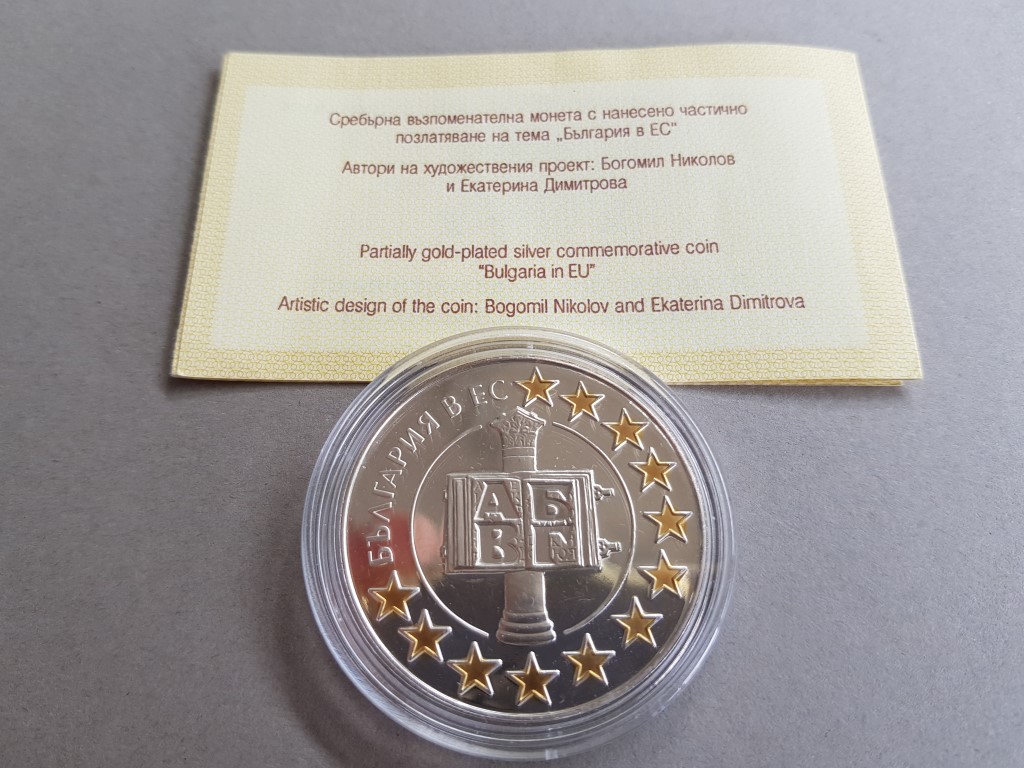 Сребърна възпоменателна монета с нанесено частично
позлатяване на тема „България в ЕС“
Автори на художествения проект: Богомил Николов
и Екатерина Димитрова
Partially gold-plated silver commemorative coin
“Bulgaria in EU”
Artistic design of the coin: Bogomil Nikolov and Ekaterina Dimitrova
БЪЛГАРИЯ В ЕС
А Б
В Г